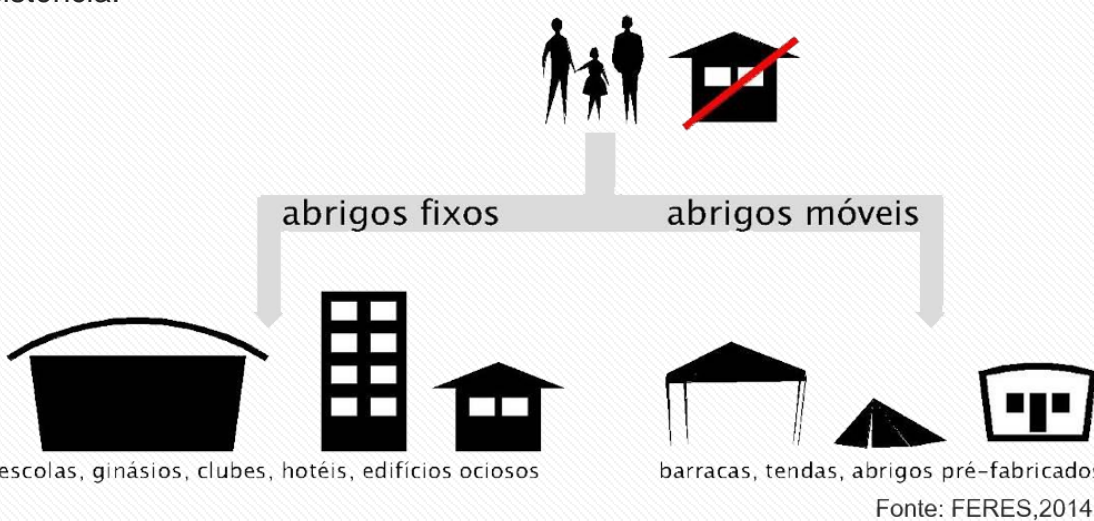 abrigos fixos
abrigos móveis
escolas, ginásios, clubes, hotéis, edifícios ociosos
barracas, tendas, abrigos pré-fabricados
Fonte: FERES,2014